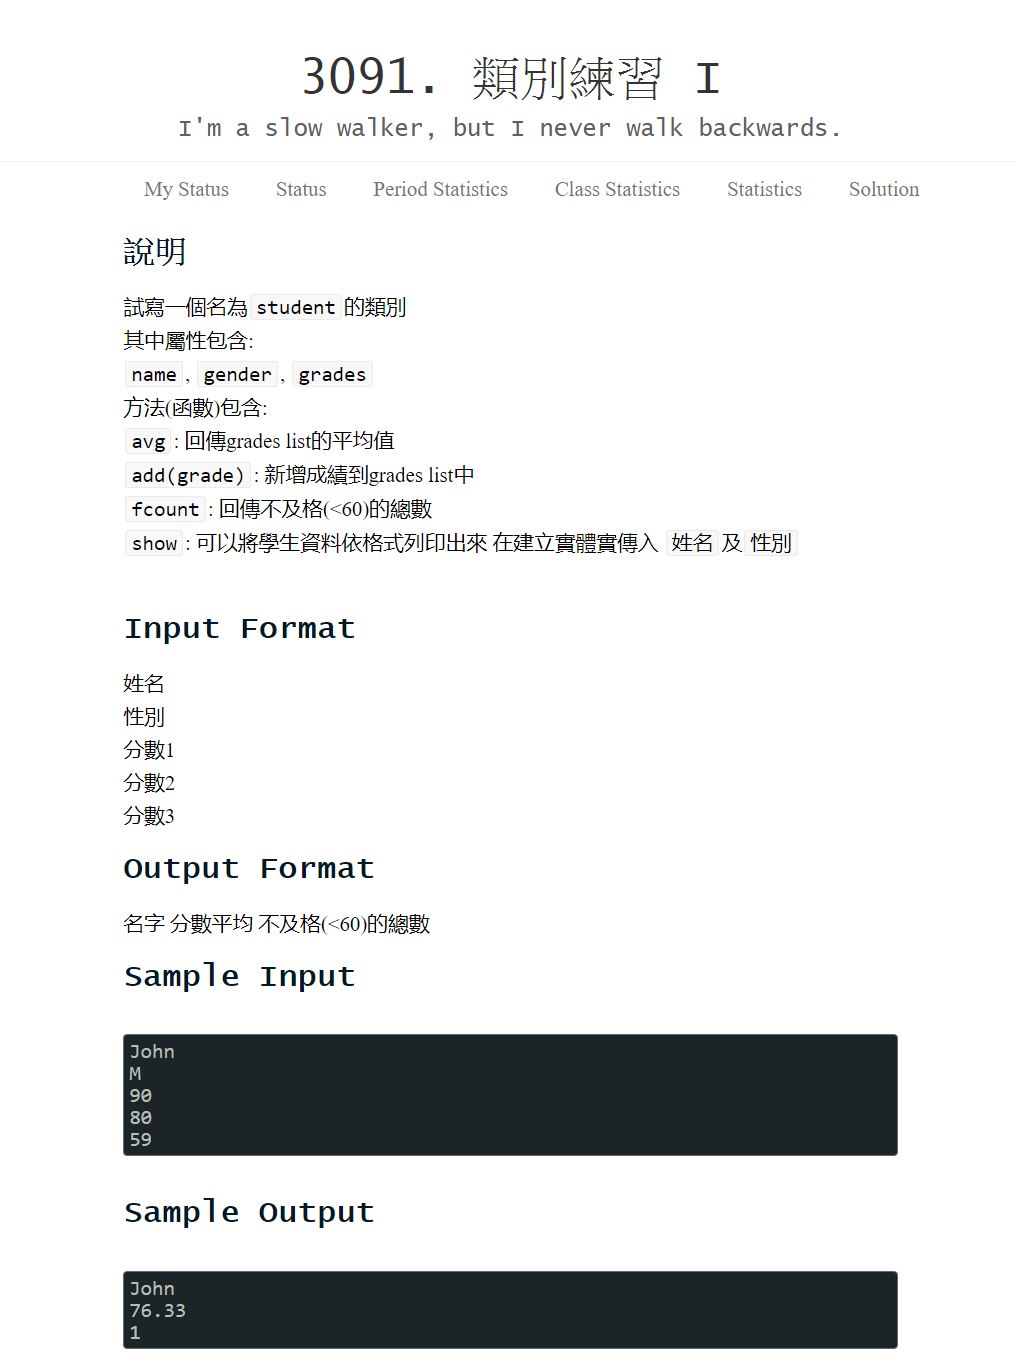 3091. 類別練習 I
I'm a slow walker, but I never walk backwards.
My Status Status Period Statistics Class Statistics Statistics Solution
說明
試寫一個名為 student 的類別
其中屬性包含:
name, gender, grades
方法(函數)包含:
avg : 回傳grades list的平均值
add(grade) : 新增成績到grades list中
fcount : 回傳不及格(<60)的總數
show : 可以將學生資料依格式列印出來 在建立實體實傳入 姓名 及 性別
Input Format
姓名
性別
分數1
分數2
分數3
Output Format
名字 分數平均 不及格(<60)的總數
Sample Input
John
M
90
80
59
Sample Output
John
76.33
1